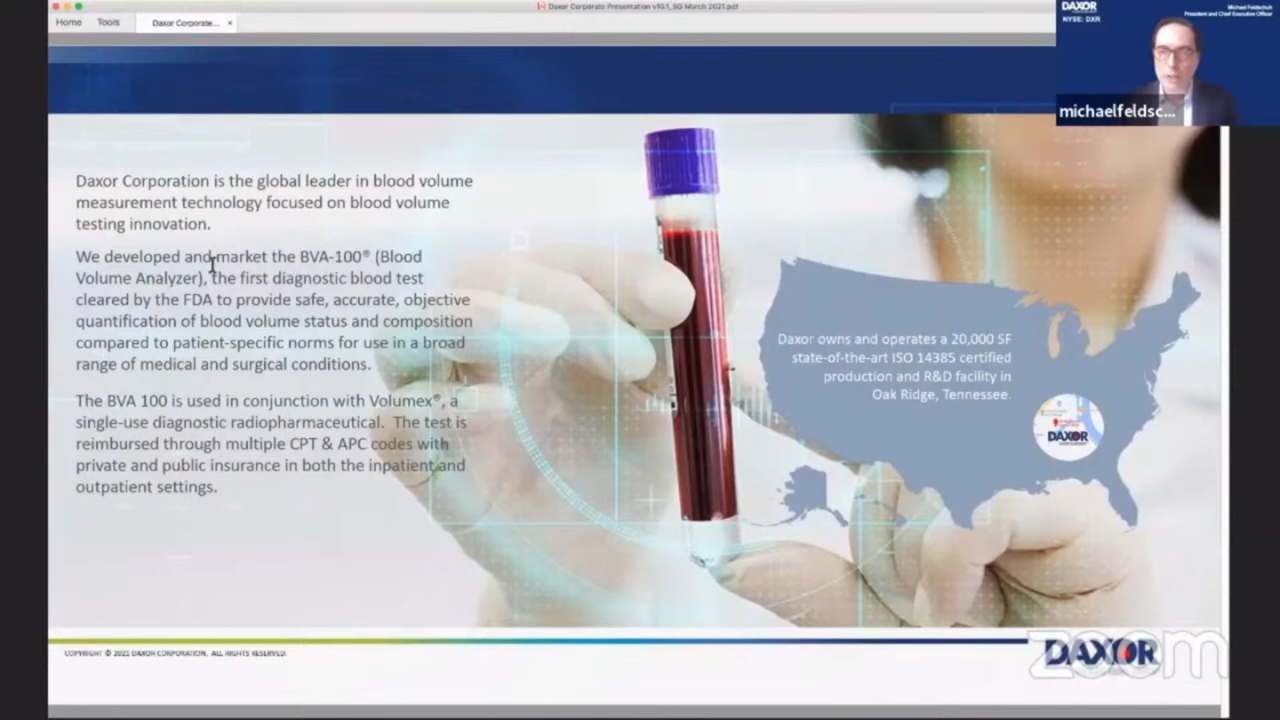 Daxor Corporate Presentation v10.1_SG March 2021.pdf
Home Tools Daxor Corporate... ×
DAXOR
NYSE: DXR
Michael Feldschuh
President and Chief Executive Officer
michaelfeldsc...
Daxor Corporation is the global leader in blood volume
measurement technology focused on blood volume
testing innovation.
We developed and market the BVA-100® (Blood
Volume Analyzer), the first diagnostic blood test
cleared by the FDA to provide safe, accurate, objective
quantification of blood volume status and composition
compared to patient-specific norms for use in a broad
range of medical and surgical conditions.
The BVA 100 is used in conjunction with Volumex®, a
single-use diagnostic radiopharmaceutical. The test is
reimbursed through multiple CPT & APC codes with
private and public insurance in both the inpatient and
outpatient settings.
Daxor owns and operates a 20,000 SF
state-of-the-art ISO 14385 certified
production and R&D facility in
Oak Ridge, Tennessee.
DAXOR
COPYRIGHT © 2021 DAXOR CORPORATION. ALL RIGHTS RESERVED.
DAXOR
zoom